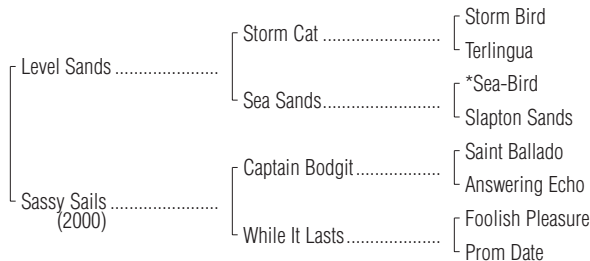 Storm Bird
Storm Cat ........................
Terlingua
Level Sands .....................
*Sea-Bird
Sea Sands........................
Slapton Sands
Saint Ballado
Captain Bodgit.................
Answering Echo
Sassy Sails ......................
(2000)
Foolish Pleasure
While It Lasts...................
Prom Date